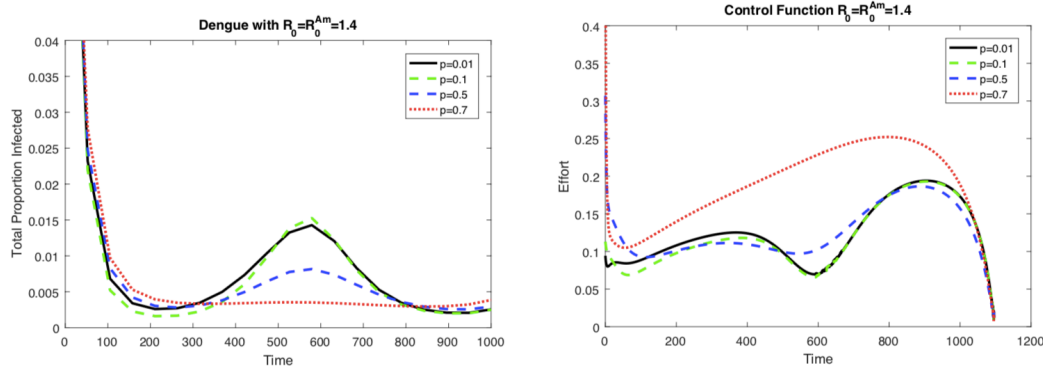 Dengue with R0=R0Am=1.4
Total Proportion Infected
0.04
0.035
0.03
0.025
0.02
0.015
0.01
0.005
0
0 100 200 300 400 500 600 700 800 900 1000
Time
p=0.01
p=0.1
p=0.5
p=0.7
Control Function R0=R0Am=1.4
Effort
0.4
0.35
0.3
0.25
0.2
0.15
0.1
0.05
0
0 200 400 600 800 1000 1200
Time
p=0.01
p=0.1
p=0.5
p=0.7